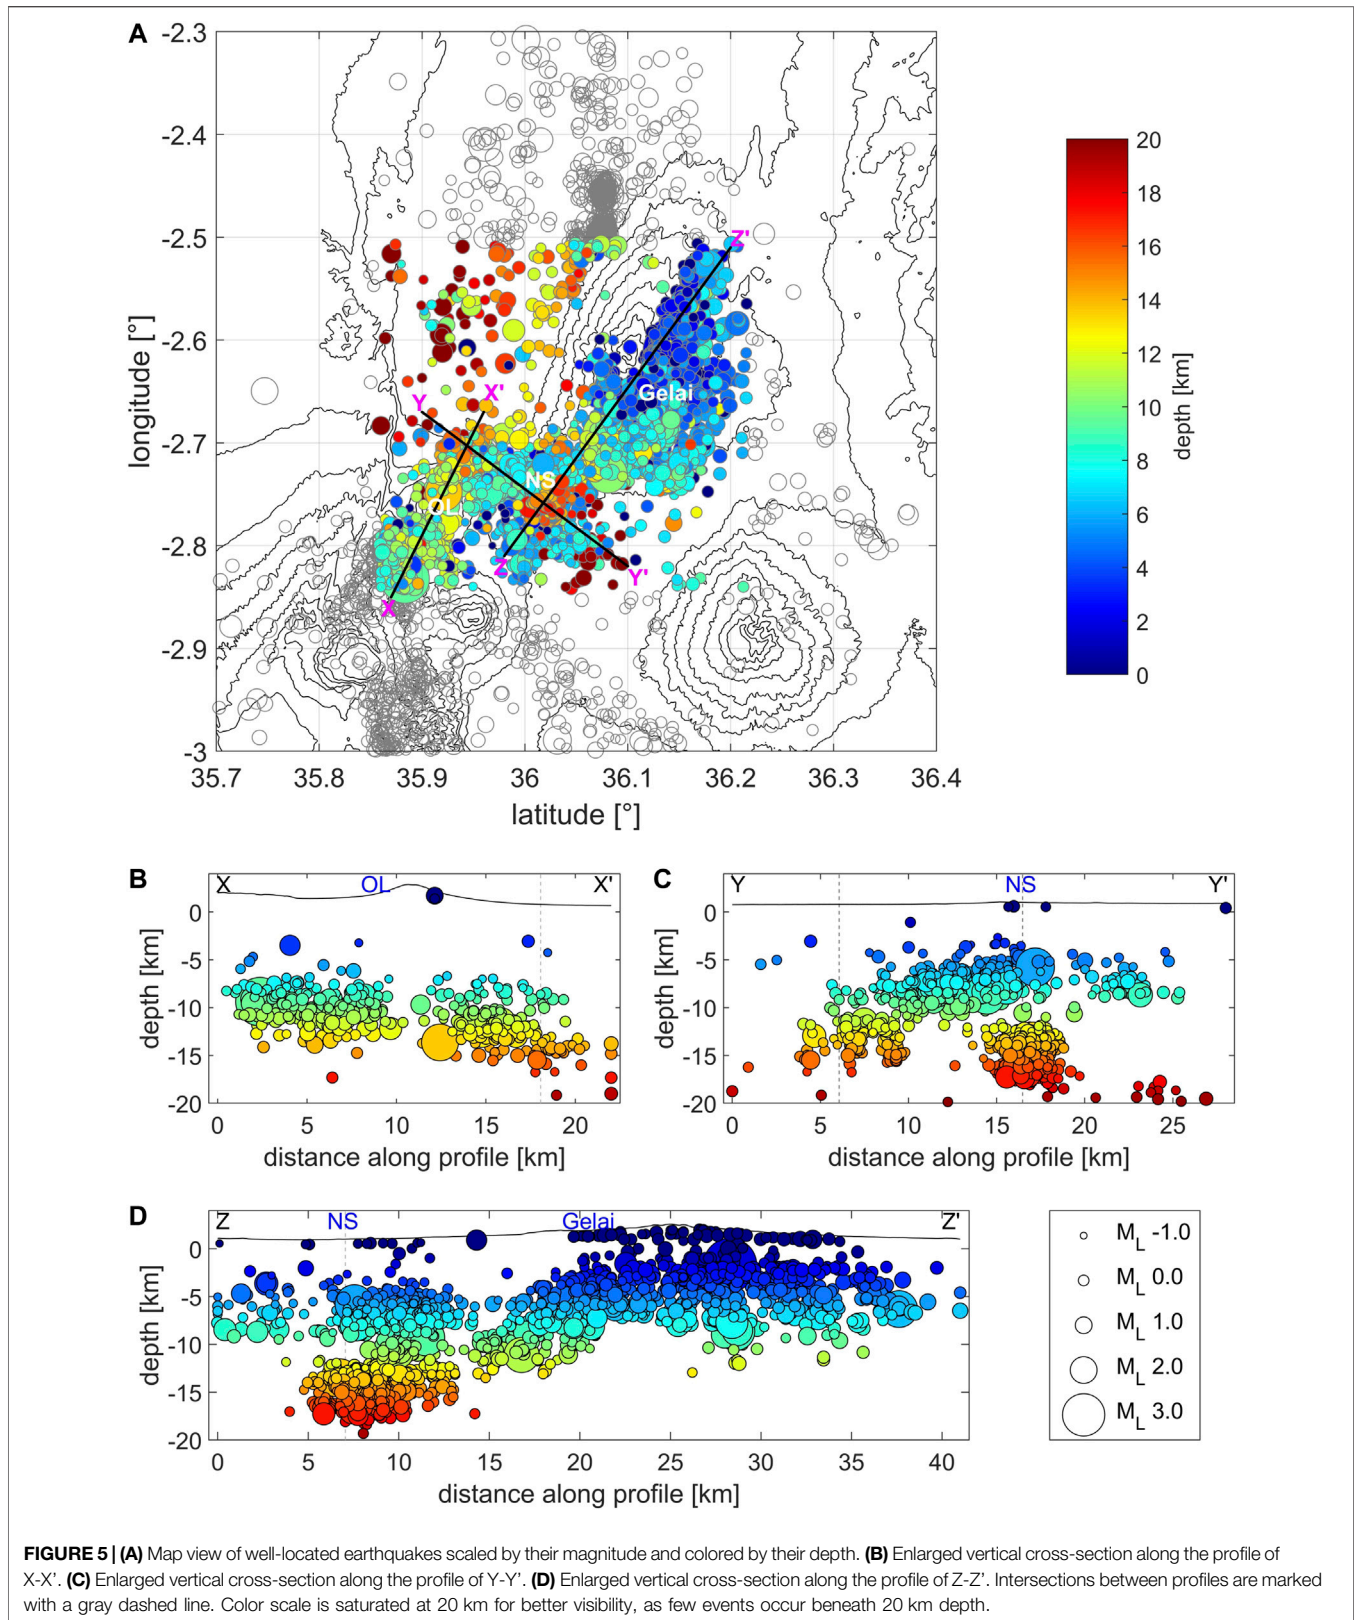 A
-2.3
-2.4
-2.5
-2.6
-2.7
-2.8
-2.9
-3
longitude [°]
35.7 35.8 35.9 36 36.1 36.2 36.3 36.4
latitude [°]
Z'
X'
Y
Gelai
NS
OL
Z
Y'
X
20
18
16
14
12
10
8
6
4
2
0
depth [km]
B
X OL X'
0
-5
-10
-15
-20
depth [km]
0 5 10 15 20
distance along profile [km]
C
Y NS Y'
0
-5
-10
-15
-20
depth [km]
0 5 10 15 20 25
distance along profile [km]
D
Z NS Gelai Z'
0
-5
-10
-15
-20
depth [km]
0 5 10 15 20 25 30 35 40
distance along profile [km]
M_L -1.0
M_L 0.0
M_L 1.0
M_L 2.0
M_L 3.0
FIGURE 5 | (A) Map view of well-located earthquakes scaled by their magnitude and colored by their depth. (B) Enlarged vertical cross-section along the profile of
X-X'. (C) Enlarged vertical cross-section along the profile of Y-Y'. (D) Enlarged vertical cross-section along the profile of Z-Z'. Intersections between profiles are marked
with a gray dashed line. Color scale is saturated at 20 km for better visibility, as few events occur beneath 20 km depth.